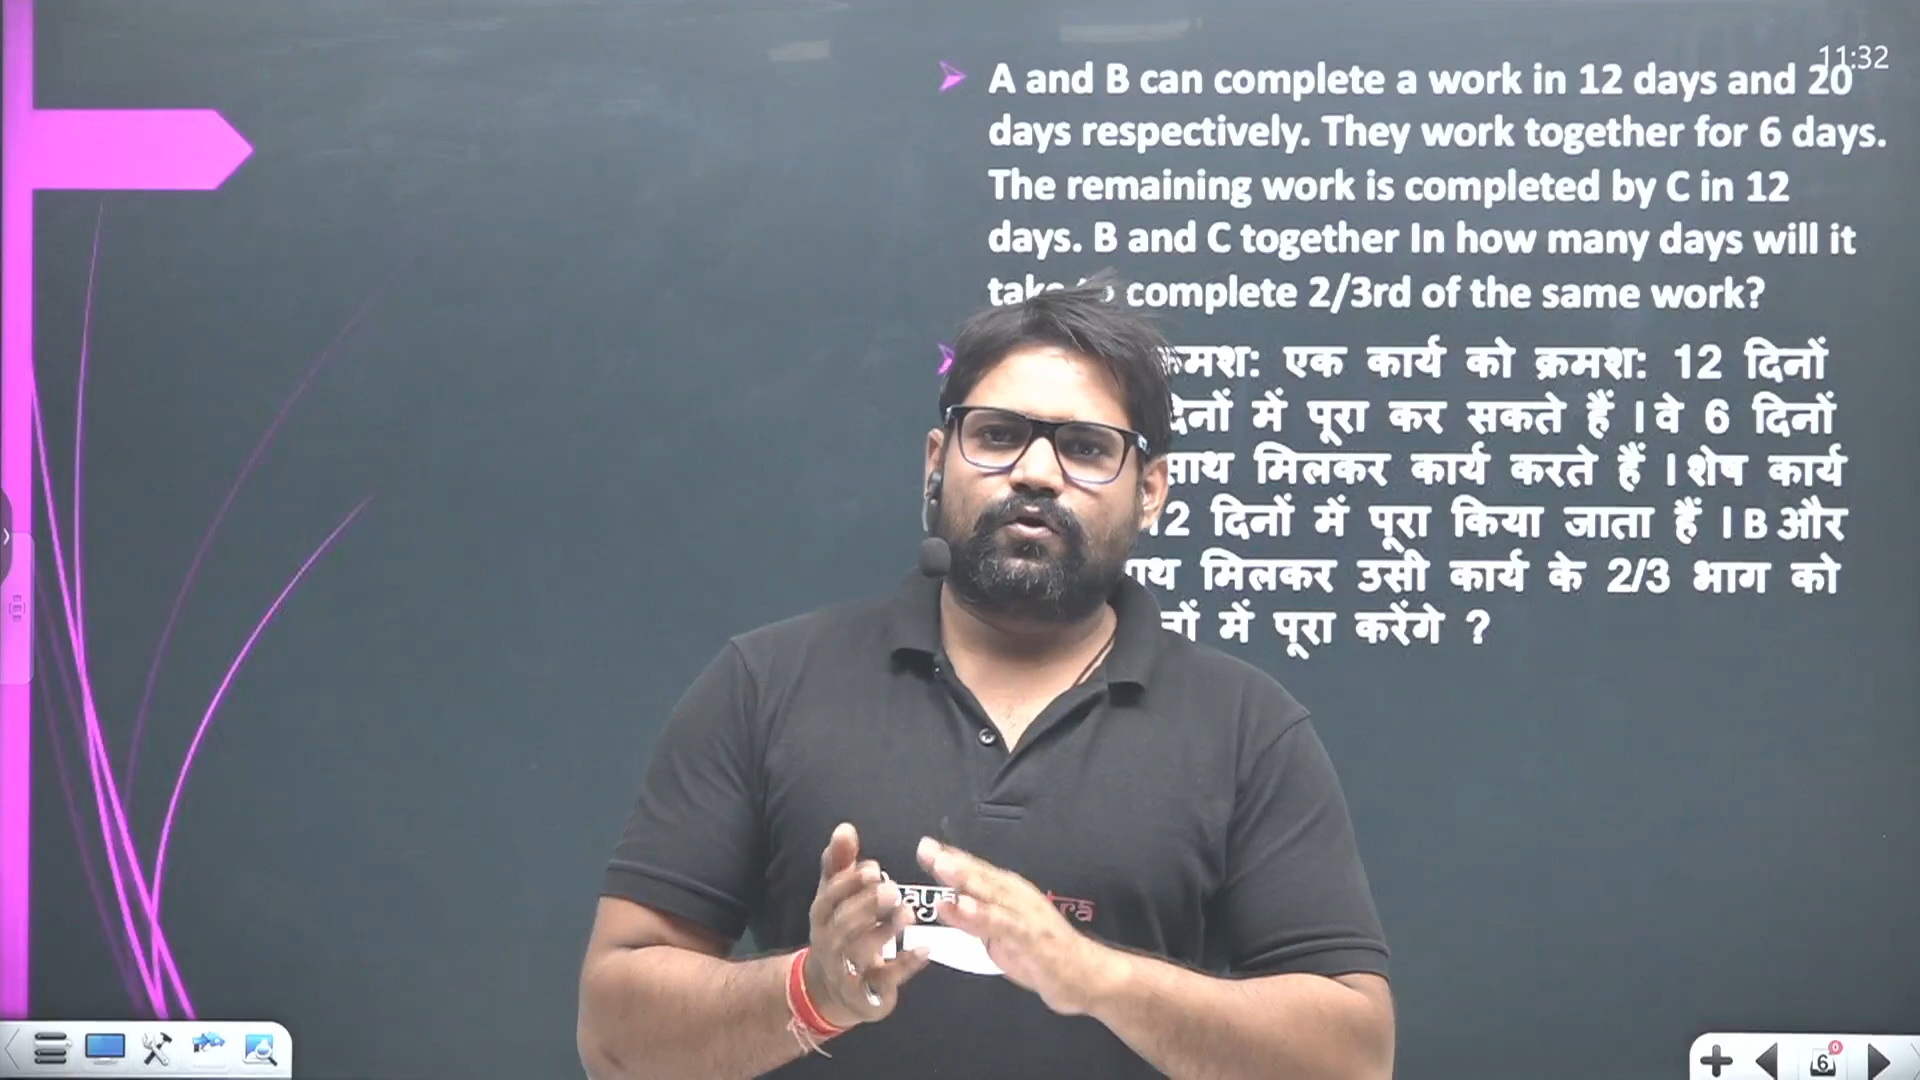 11:32
A and B can complete a work in 12 days and 20
days respectively. They work together for 6 days.
The remaining work is completed by C in 12
days. B and C together In how many days will it
complete 2/3rd of the same work?
एक कार्य को क्रमश: 12 दिनों
में पूरा कर सकते हैं ।वे 6 दिनों
मिलकर कार्य करते हैं ।शेष कार्य
12 दिनों में पूरा किया जाता हैं ।B और
मिलकर उसी कार्य के 2/3 भाग को
में पूरा करेंगे ?
6
0